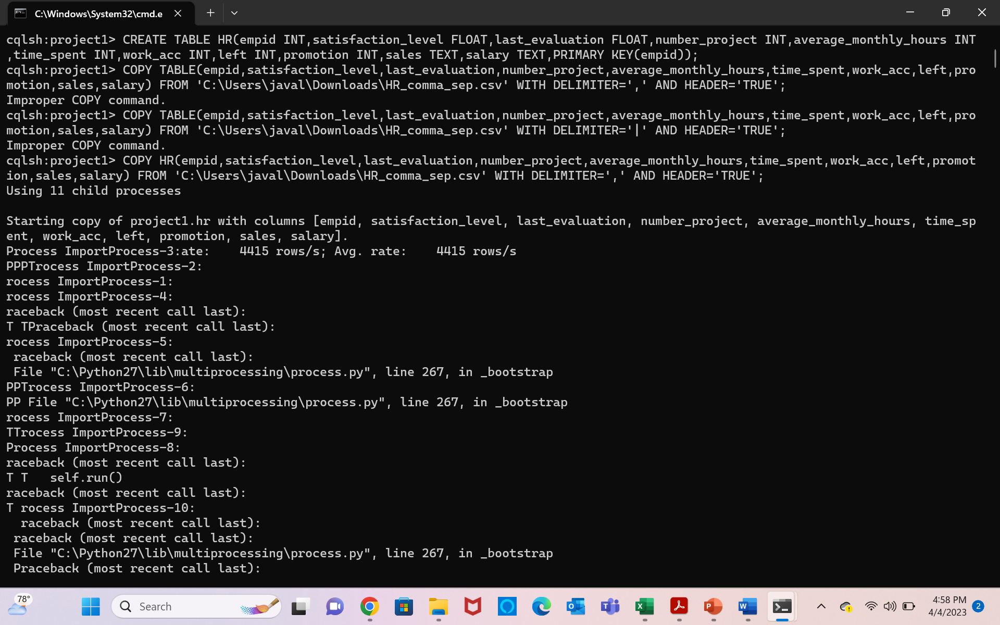 C:\Windows\System32\cmd.e
cqlsh:project1> CREATE TABLE HR(empid INT,satisfaction_level FLOAT,last_evaluation FLOAT,number_project INT,average_monthly_hours INT
,time_spent INT,work_acc INT,left INT,promotion INT,sales TEXT,salary TEXT,PRIMARY KEY(empid));
cqlsh:project1> COPY TABLE(empid,satisfaction_level,last_evaluation,number_project,average_monthly_hours,time_spent,work_acc,left,pro
motion,sales,salary) FROM 'C:\Users\javal\Downloads\HR_comma_sep.csv' WITH DELIMITER=',' AND HEADER='TRUE';
Improper COPY command.
cqlsh:project1> COPY TABLE(empid,satisfaction_level,last_evaluation,number_project,average_monthly_hours,time_spent,work_acc,left,pro
motion,sales,salary) FROM 'C:\Users\javal\Downloads\HR_comma_sep.csv' WITH DELIMITER='|' AND HEADER='TRUE';
Improper COPY command.
cqlsh:project1> COPY HR(empid,satisfaction_level,last_evaluation,number_project,average_monthly_hours,time_spent,work_acc,left,promot
ion,sales,salary) FROM 'C:\Users\javal\Downloads\HR_comma_sep.csv' WITH DELIMITER=',' AND HEADER='TRUE';
Using 11 child processes
Starting copy of project1.hr with columns [empid, satisfaction_level, last_evaluation, number_project, average_monthly_hours, time_sp
ent, work_acc, left, promotion, sales, salary].
Process ImportProcess-3:ate:    4415 rows/s; Avg. rate:    4415 rows/s
PPPTrocess ImportProcess-2:
rocess ImportProcess-1:
rocess ImportProcess-4:
raceback (most recent call last):
T TPraceback (most recent call last):
rocess ImportProcess-5:
 raceback (most recent call last):
 File "C:\Python27\lib\multiprocessing\process.py", line 267, in _bootstrap
PPTrocess ImportProcess-6:
PP File "C:\Python27\lib\multiprocessing\process.py", line 267, in _bootstrap
rocess ImportProcess-7:
TTrocess ImportProcess-9:
Process ImportProcess-8:
raceback (most recent call last):
T T   self.run()
raceback (most recent call last):
T rocess ImportProcess-10:
  raceback (most recent call last):
 raceback (most recent call last):
 File "C:\Python27\lib\multiprocessing\process.py", line 267, in _bootstrap
 Praceback (most recent call last):
78°
Search
4:58 PM
4/4/2023
2